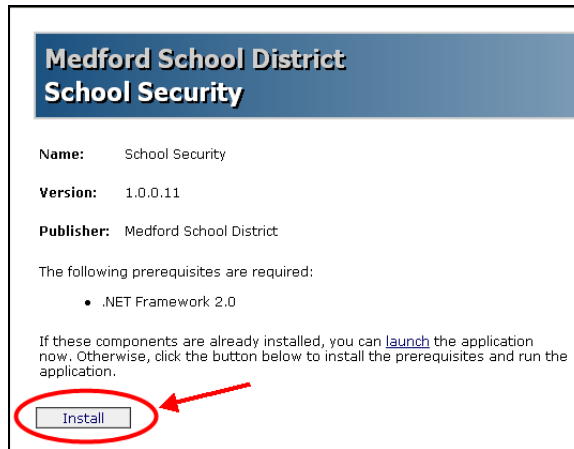 Medford School District
School Security
Name: School Security
Version: 1.0.0.11
Publisher: Medford School District
The following prerequisites are required:
• .NET Framework 2.0
If these components are already installed, you can launch the application
now. Otherwise, click the button below to install the prerequisites and run the
application.
Install